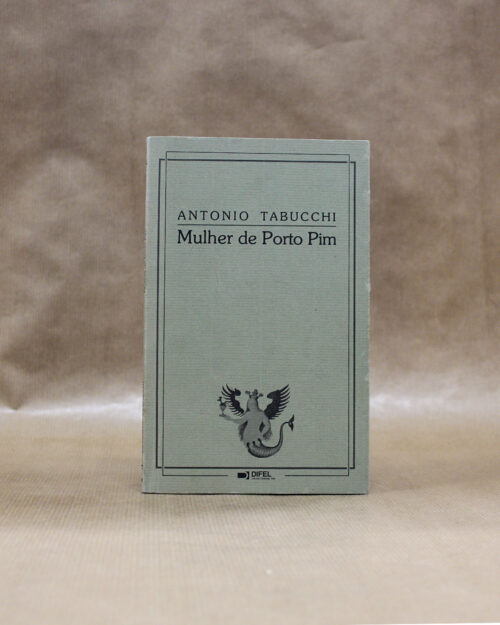 ANTONIO TABUCCHI
Mulher de Porto Pim
DIFEL